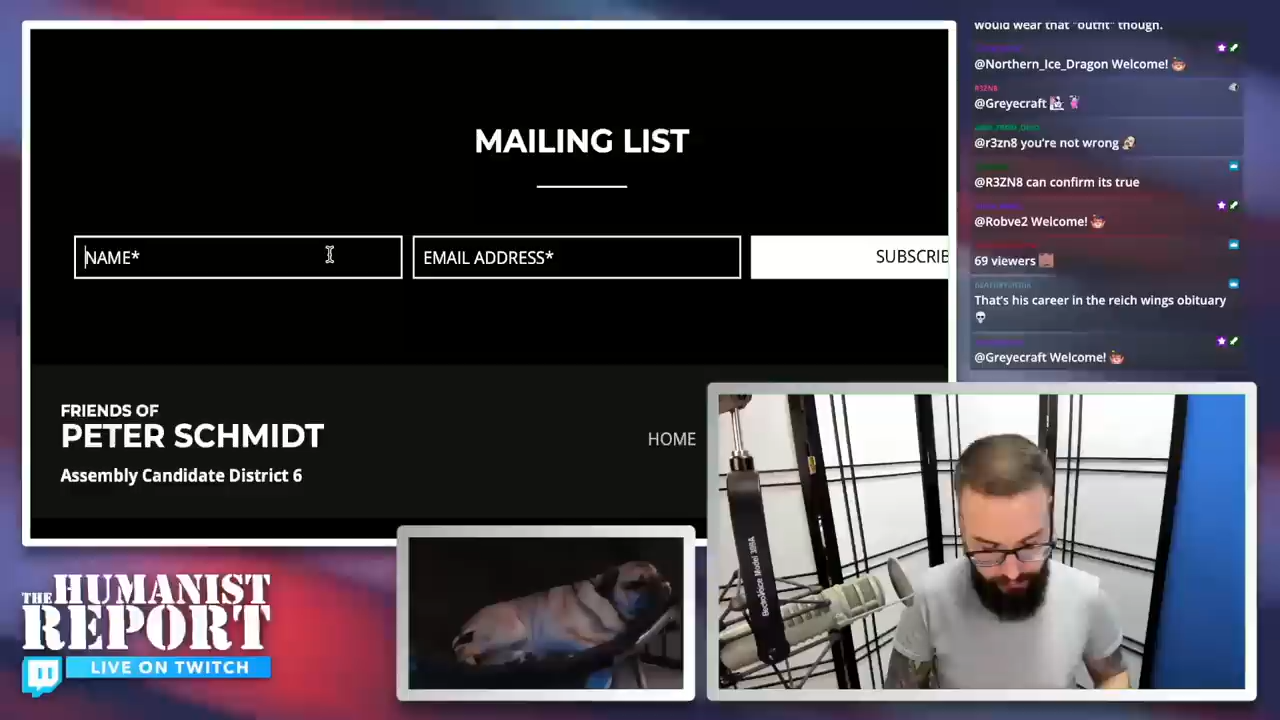 MAILING LIST
NAME*
EMAIL ADDRESS*
SUBSCRIB
FRIENDS OF
PETER SCHMIDT
Assembly Candidate District 6
HOME
would wear that "outfit" though.
@Northern_Ice_Dragon Welcome!
R3ZN8
@Greyecraft
@r3zn8 you're not wrong
@R3ZN8 can confirm its true
@Robve2 Welcome!
69 viewers
That's his career in the reich wings obituary
@Greyecraft Welcome!
THE HUMANIST
REPORT
LIVE ON TWITCH